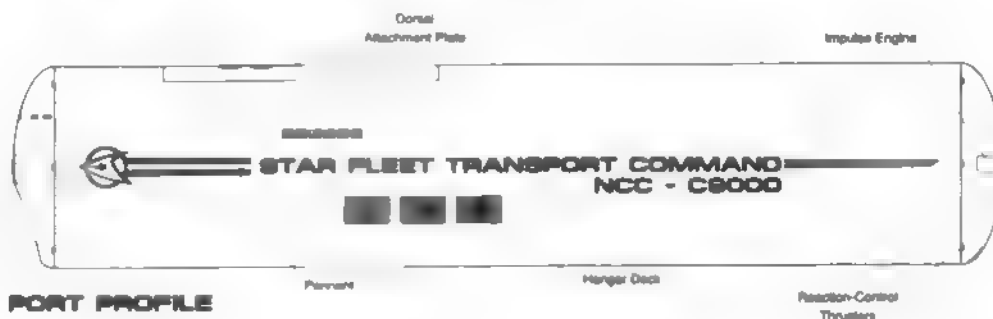 Dorsal
Attachment Plate
Impulse Engine
STAR FLEET TRANSPORT COMMAND
NCC - C9000
Pennant
Hangar Deck
PORT PROFILE
Reaction-Control
Thrusters